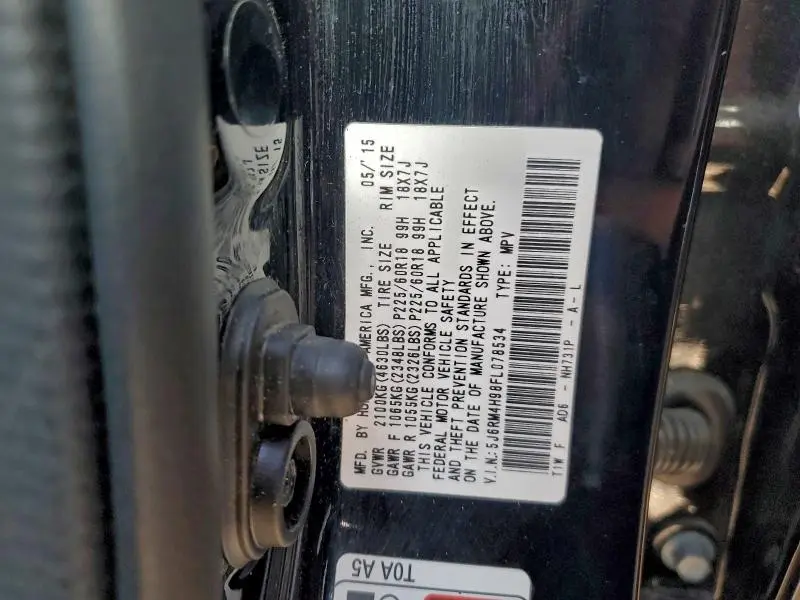 MFD. BY HO AMERICA MFG., INC. 05/'15
GVWR 2100KG(4630LBS) TIRE SIZE RIM SIZE
GAWR F 1065KG(2348LBS) P225/60R18 99H 18X7J
GAWR R 1055KG(2326LBS) P225/60R18 99H 18X7J
THIS VEHICLE CONFORMS TO ALL APPLICABLE
FEDERAL MOTOR VEHICLE SAFETY
AND THEFT PREVENTION STANDARDS IN EFFECT
ON THE DATE OF MANUFACTURE SHOWN ABOVE.
V.I.N.: 5J6RM4H98FL078534 TYPE: MPV
T1W F AD6 - NH731P - A - L
T0A A5